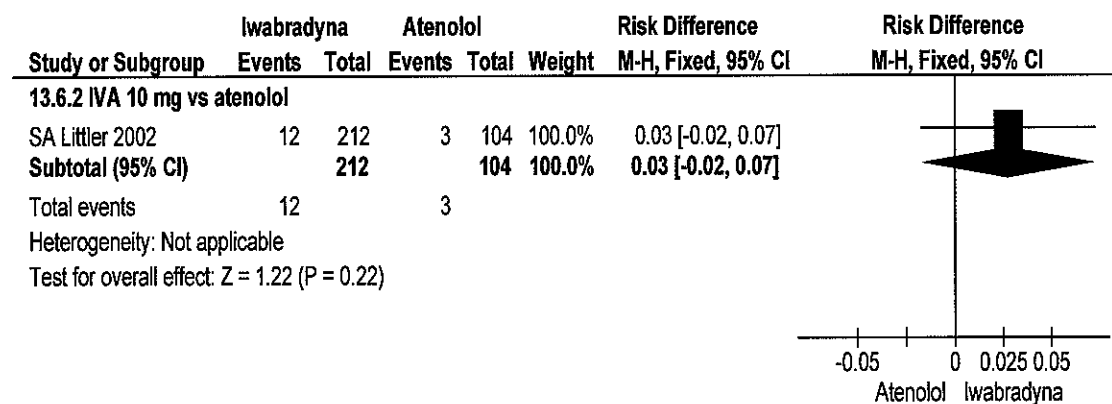 Iwabradyna Atenolol Risk Difference Risk Difference
Study or Subgroup Events Total Events Total Weight M-H, Fixed, 95% CI M-H, Fixed, 95% CI
13.6.2 IVA 10 mg vs atenolol
SA Littler 2002 12 212 3 104 100.0% 0.03 [-0.02, 0.07]
Subtotal (95% CI) 212 104 100.0% 0.03 [-0.02, 0.07]
Total events 12 3
Heterogeneity: Not applicable
Test for overall effect: Z = 1.22 (P = 0.22)
-0.05 0 0.025 0.05
Atenolol Iwabradyna